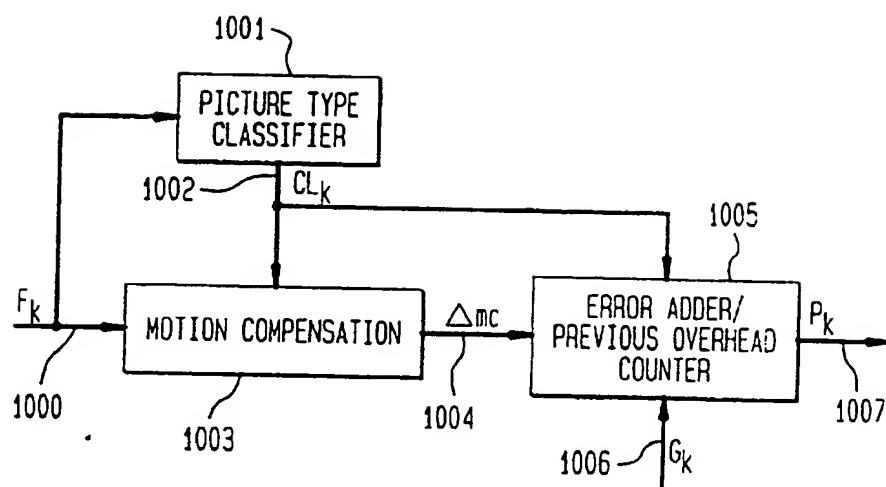 1001
PICTURE TYPE
CLASSIFIER
1002
CLk
1005
Fk
MOTION COMPENSATION
Δmc
ERROR ADDER/
PREVIOUS OVERHEAD
COUNTER
Pk
1000
1003
1004
1006
Gk
1007